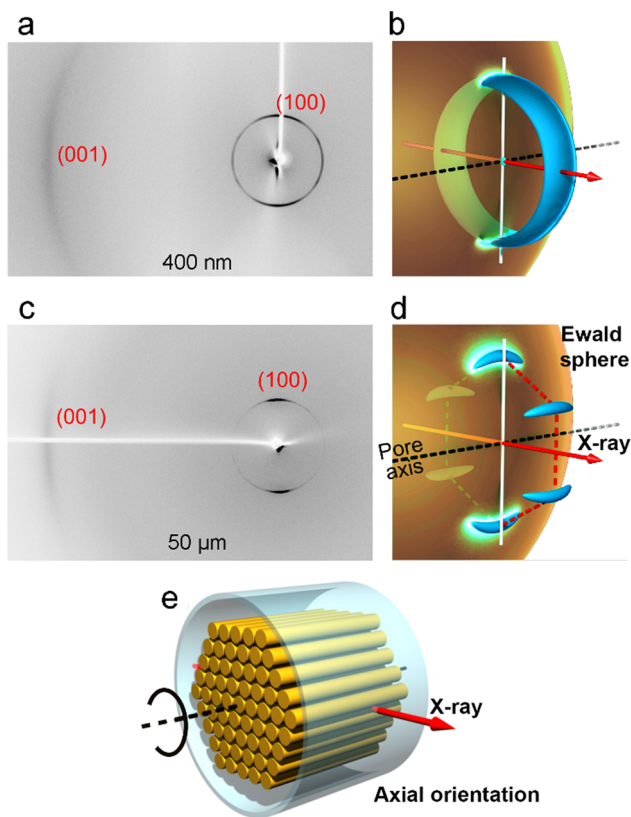 a
(100)
(001)
400 nm
b
c
(100)
(001)
50 µm
d
Ewald
sphere
X-ray
Pore
axis
e
X-ray
Axial orientation